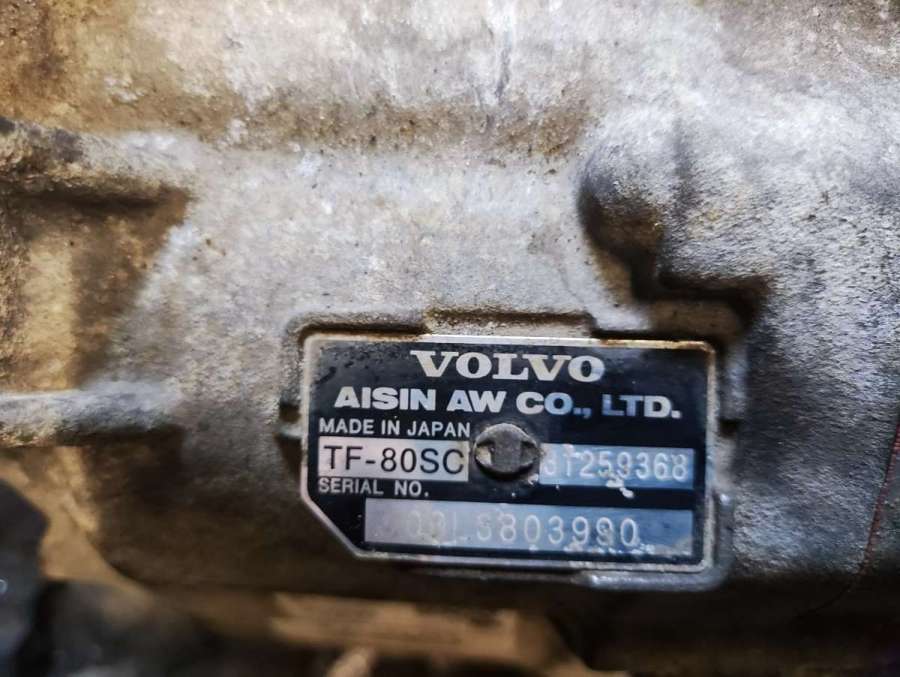 VOLVO
AISIN AW CO., LTD.
MADE IN JAPAN
TF-80SC 31259368
SERIAL NO.